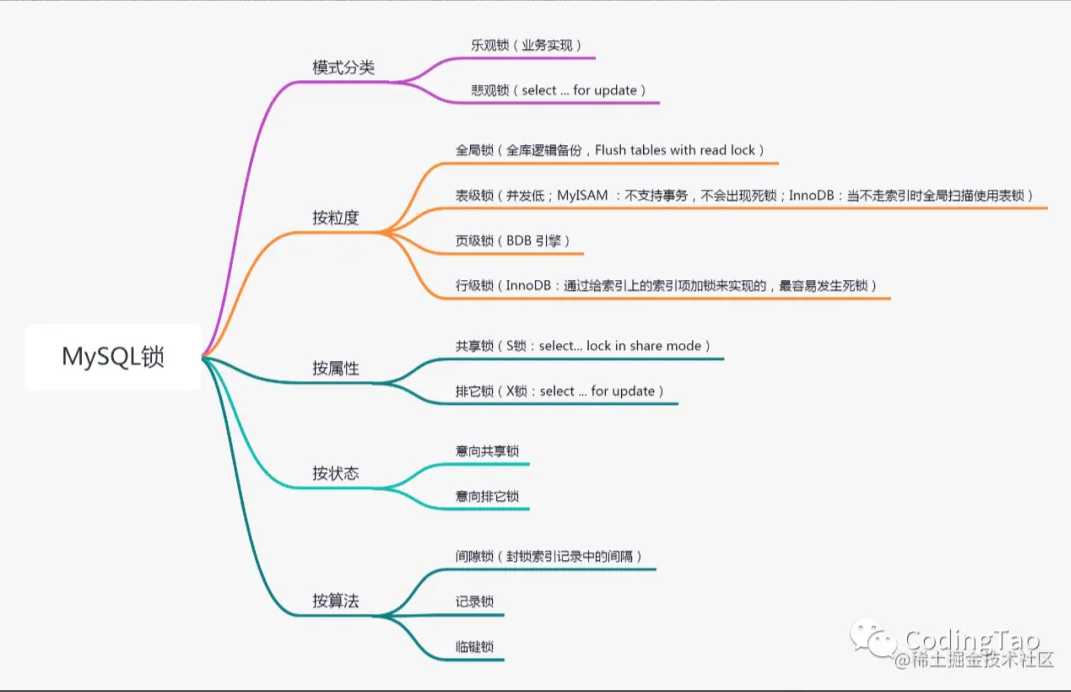 MySQL锁
模式分类
乐观锁（业务实现）
悲观锁（select ... for update）
按粒度
全局锁（全库逻辑备份，Flush tables with read lock）
表级锁（并发低；MyISAM ：不支持事务，不会出现死锁；InnoDB：当不走索引时全局扫描使用表锁）
页级锁（BDB 引擎）
行级锁（InnoDB：通过给索引上的索引项加锁来实现的，最容易发生死锁）
按属性
共享锁（S锁：select... lock in share mode）
排它锁（X锁：select ... for update）
按状态
意向共享锁
意向排它锁
按算法
间隙锁（封锁索引记录中的间隔）
记录锁
临键锁
CodingTao
@稀土掘金技术社区